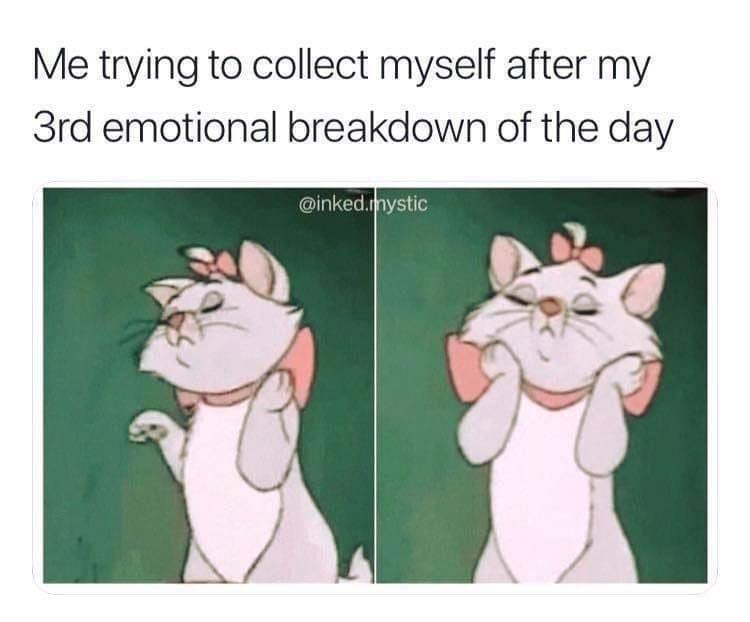 Me trying to collect myself after my
3rd emotional breakdown of the day
@inked.mystic